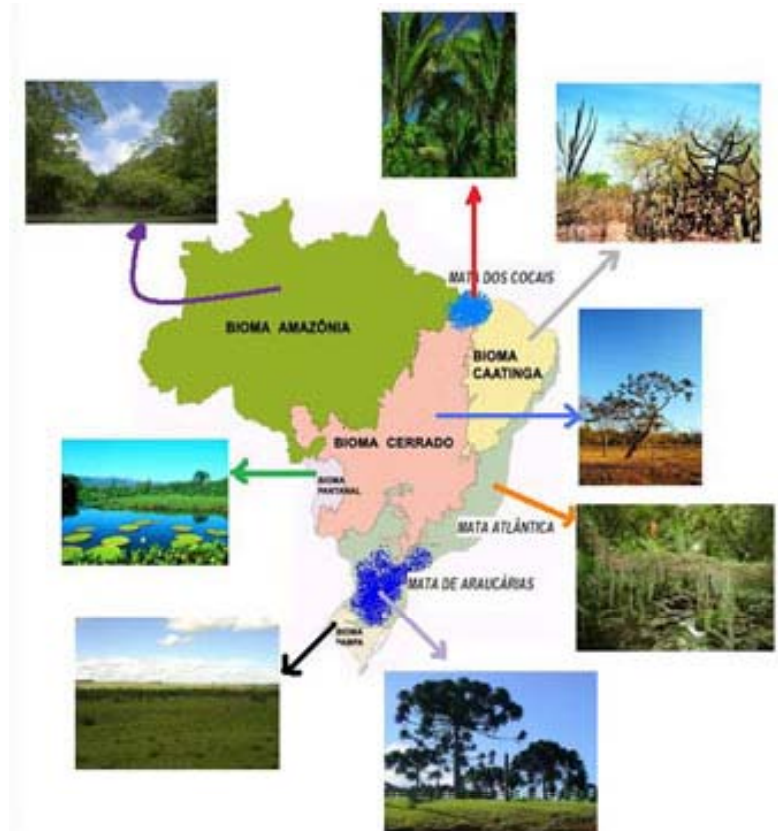 MATA DOS COCAIS
BIOMA AMAZÔNIA
BIOMA
CAATINGA
BIOMA CERRADO
BIOMA
PANTANAL
MATA ATLÂNTICA
MATA DE ARAUCÁRIAS
BIOMA
PAMPA